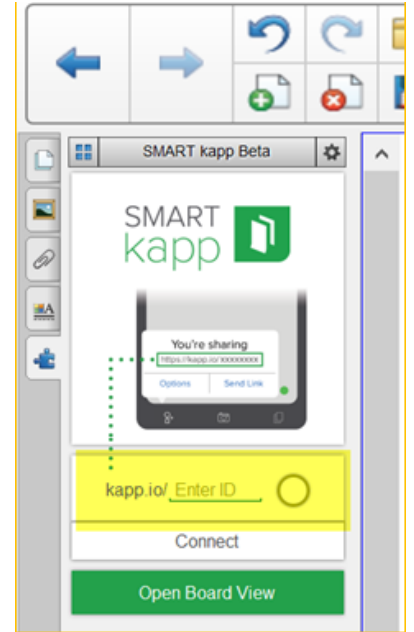 SMART kapp Beta
SMART
kapp
You're sharing
https://kapp.io/xxxxxxxx
Options Send Link
kapp.io/ Enter ID
Connect
Open Board View